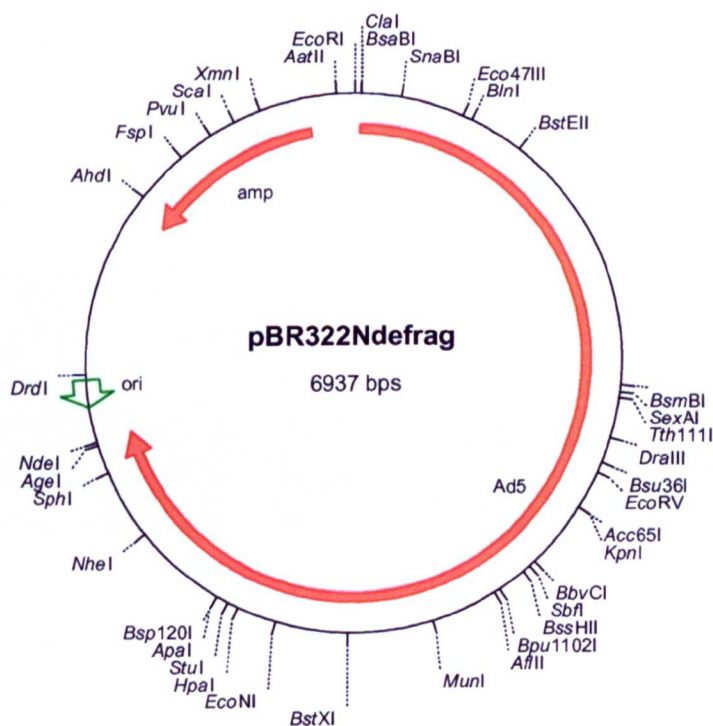 ClaI
EcoRI
BsaBI
AatII
SnaBI
XmnI
Eco47III
ScaI
BlnI
PvuI
BstEII
FspI
AhdI
amp
pBR322Ndefrag
6937 bps
DrdI
ori
BsmBI
SexAI
Tth111I
DraIII
NdeI
AgeI
SphI
Ad5
Bsu36I
EcoRV
Acc65I
KpnI
NheI
BbvCI
SbfI
BssHII
Bpu1102I
AflII
Bsp120I
ApaI
StuI
HpaI
EcoNI
MunI
BstXI